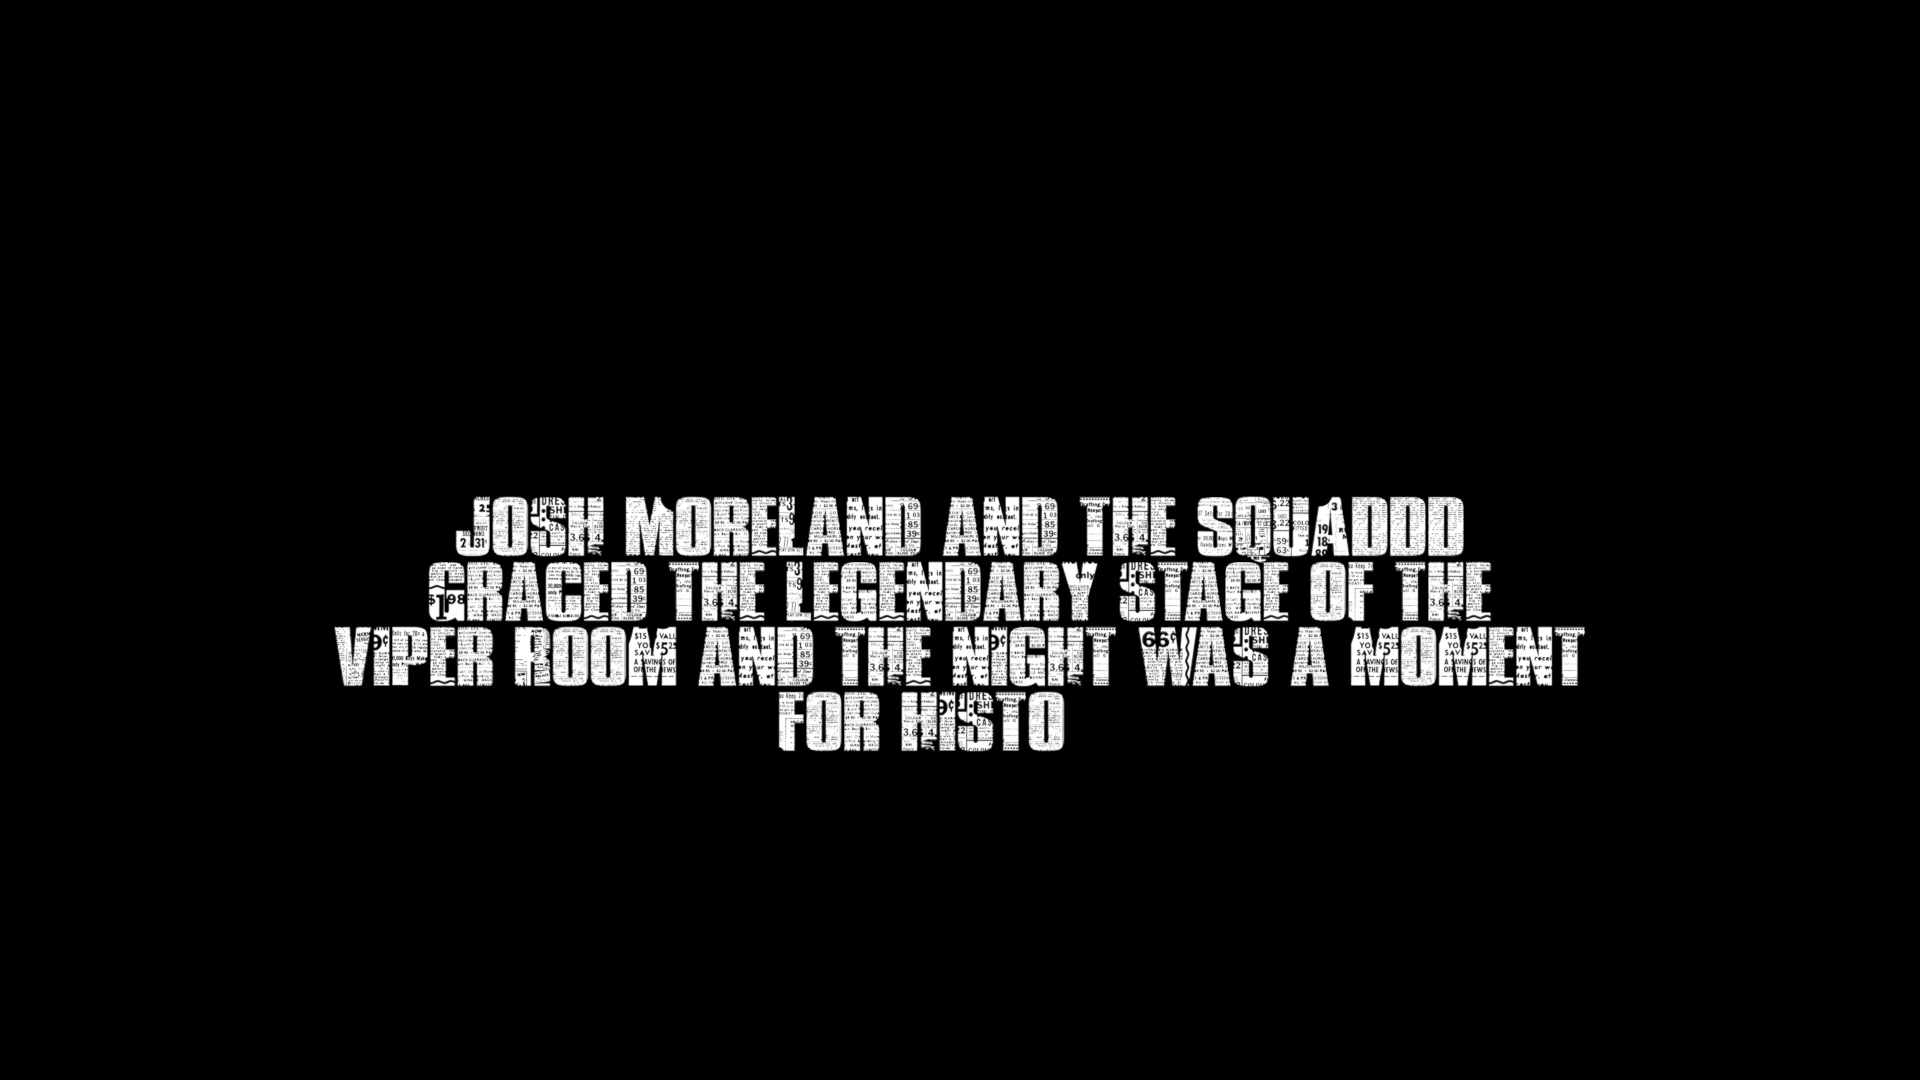 JOSH MORELAND AND THE SQUADDD
GRACED THE LEGENDARY STAGE OF THE
VIPER ROOM AND THE NIGHT WAS A MOMENT
FOR HISTO